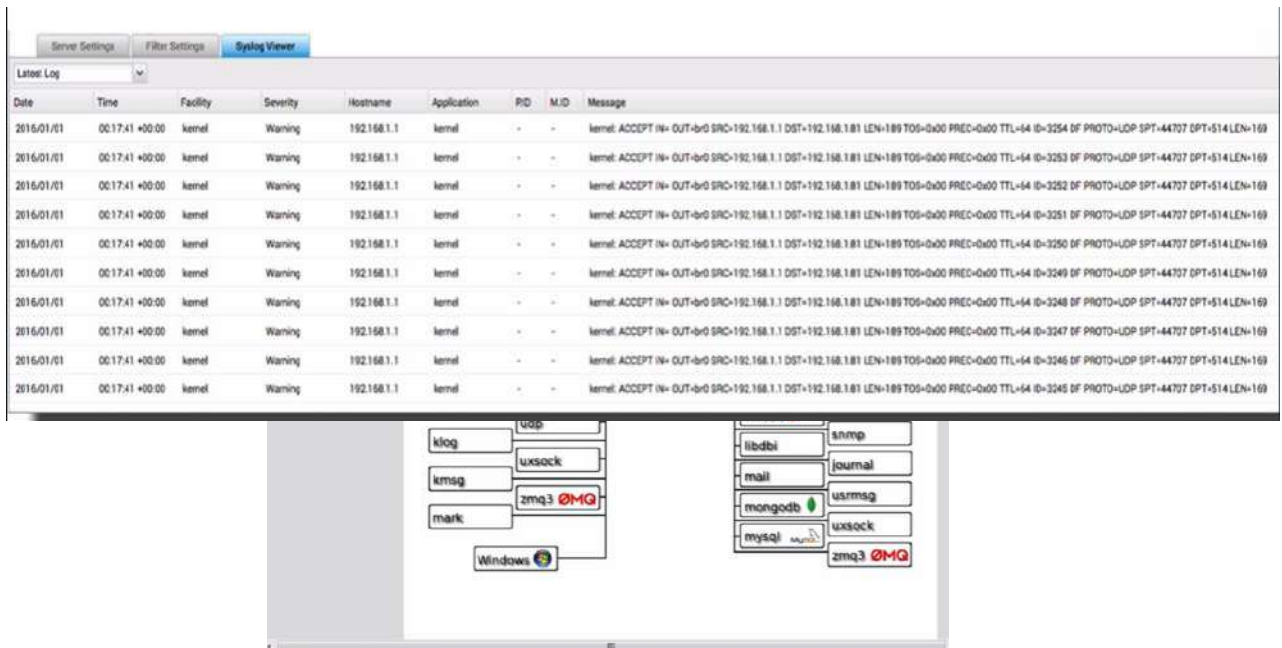 Server Settings Filter Settings Syslog Viewer
Latest Log
Date Time Facility Severity Hostname Application P.ID M.ID Message
2016/01/01 00:17:41 +00:00 kernel Warning 192.168.1.1 kernel - - kernel: ACCEPT IN= OUT=br0 SRC=192.168.1.1 DST=192.168.1.81 LEN=189 TOS=0x00 PREC=0x00 TTL=64 ID=3254 DF PROTO=UDP SPT=44707 DPT=514 LEN=169
2016/01/01 00:17:41 +00:00 kernel Warning 192.168.1.1 kernel - - kernel: ACCEPT IN= OUT=br0 SRC=192.168.1.1 DST=192.168.1.81 LEN=189 TOS=0x00 PREC=0x00 TTL=64 ID=3253 DF PROTO=UDP SPT=44707 DPT=514 LEN=169
2016/01/01 00:17:41 +00:00 kernel Warning 192.168.1.1 kernel - - kernel: ACCEPT IN= OUT=br0 SRC=192.168.1.1 DST=192.168.1.81 LEN=189 TOS=0x00 PREC=0x00 TTL=64 ID=3252 DF PROTO=UDP SPT=44707 DPT=514 LEN=169
2016/01/01 00:17:41 +00:00 kernel Warning 192.168.1.1 kernel - - kernel: ACCEPT IN= OUT=br0 SRC=192.168.1.1 DST=192.168.1.81 LEN=189 TOS=0x00 PREC=0x00 TTL=64 ID=3251 DF PROTO=UDP SPT=44707 DPT=514 LEN=169
2016/01/01 00:17:41 +00:00 kernel Warning 192.168.1.1 kernel - - kernel: ACCEPT IN= OUT=br0 SRC=192.168.1.1 DST=192.168.1.81 LEN=189 TOS=0x00 PREC=0x00 TTL=64 ID=3250 DF PROTO=UDP SPT=44707 DPT=514 LEN=169
2016/01/01 00:17:41 +00:00 kernel Warning 192.168.1.1 kernel - - kernel: ACCEPT IN= OUT=br0 SRC=192.168.1.1 DST=192.168.1.81 LEN=189 TOS=0x00 PREC=0x00 TTL=64 ID=3249 DF PROTO=UDP SPT=44707 DPT=514 LEN=169
2016/01/01 00:17:41 +00:00 kernel Warning 192.168.1.1 kernel - - kernel: ACCEPT IN= OUT=br0 SRC=192.168.1.1 DST=192.168.1.81 LEN=189 TOS=0x00 PREC=0x00 TTL=64 ID=3248 DF PROTO=UDP SPT=44707 DPT=514 LEN=169
2016/01/01 00:17:41 +00:00 kernel Warning 192.168.1.1 kernel - - kernel: ACCEPT IN= OUT=br0 SRC=192.168.1.1 DST=192.168.1.81 LEN=189 TOS=0x00 PREC=0x00 TTL=64 ID=3247 DF PROTO=UDP SPT=44707 DPT=514 LEN=169
2016/01/01 00:17:41 +00:00 kernel Warning 192.168.1.1 kernel - - kernel: ACCEPT IN= OUT=br0 SRC=192.168.1.1 DST=192.168.1.81 LEN=189 TOS=0x00 PREC=0x00 TTL=64 ID=3246 DF PROTO=UDP SPT=44707 DPT=514 LEN=169
2016/01/01 00:17:41 +00:00 kernel Warning 192.168.1.1 kernel - - kernel: ACCEPT IN= OUT=br0 SRC=192.168.1.1 DST=192.168.1.81 LEN=189 TOS=0x00 PREC=0x00 TTL=64 ID=3245 DF PROTO=UDP SPT=44707 DPT=514 LEN=169
udp
klog
uxsock
kmsg
zmq3 ØMQ
mark
Windows
snmp
libdbi
journal
mail
usrmsg
mongodb
uxsock
mysql MySQL
zmq3 ØMQ